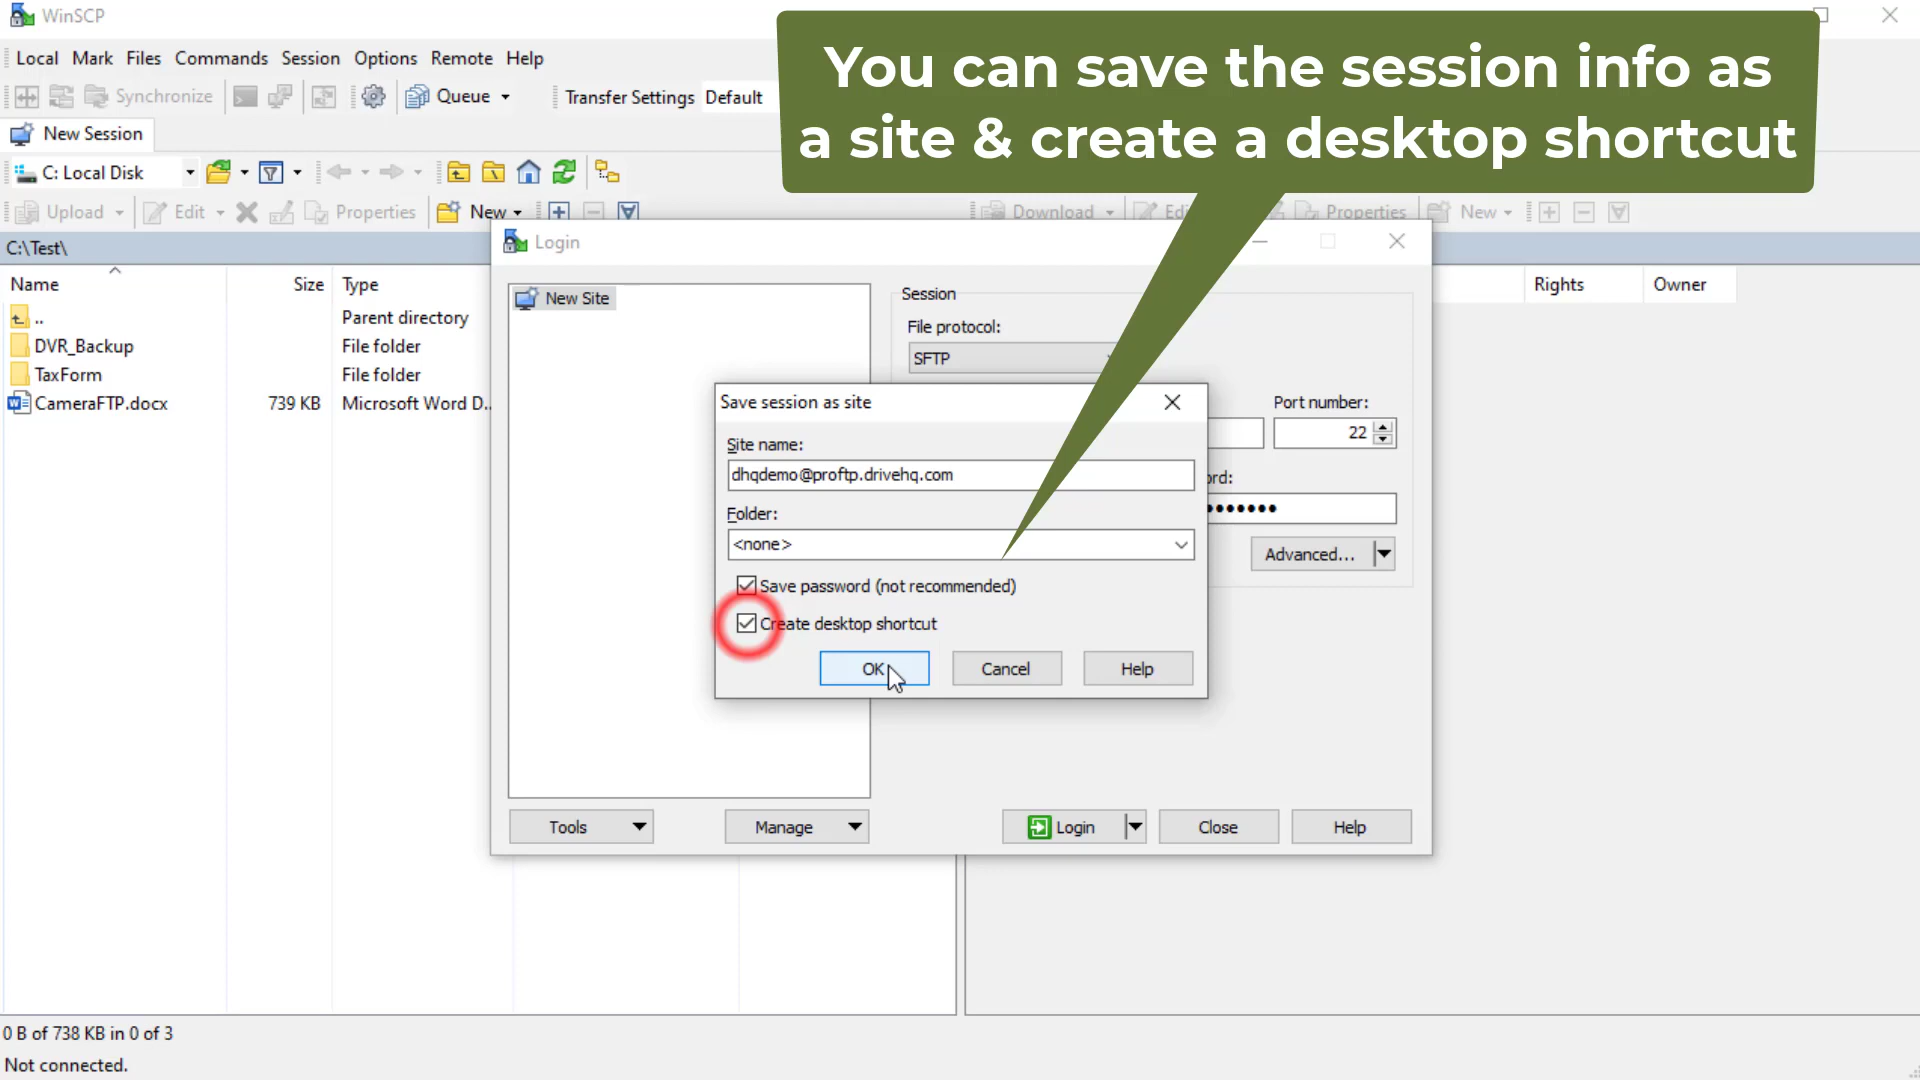 WinSCP
You can save the session info as
a site & create a desktop shortcut
Local Mark Files Commands Session Options Remote Help
Synchronize Queue Transfer Settings Default
New Session
C: Local Disk
Upload Edit Properties New Download Properties New
C:\Test\
Name Size Type Rights Owner
.. Parent directory
DVR_Backup File folder
TaxForm File folder
CameraFTP.docx 739 KB Microsoft Word D...
Login
New Site
Session
File protocol:
SFTP
Port number:
22
Advanced...
Save session as site
Site name:
dhqdemo@proftp.drivehq.com
Folder:
<none>
Save password (not recommended)
Create desktop shortcut
OK Cancel Help
Tools Manage Login Close Help
0 B of 738 KB in 0 of 3
Not connected.